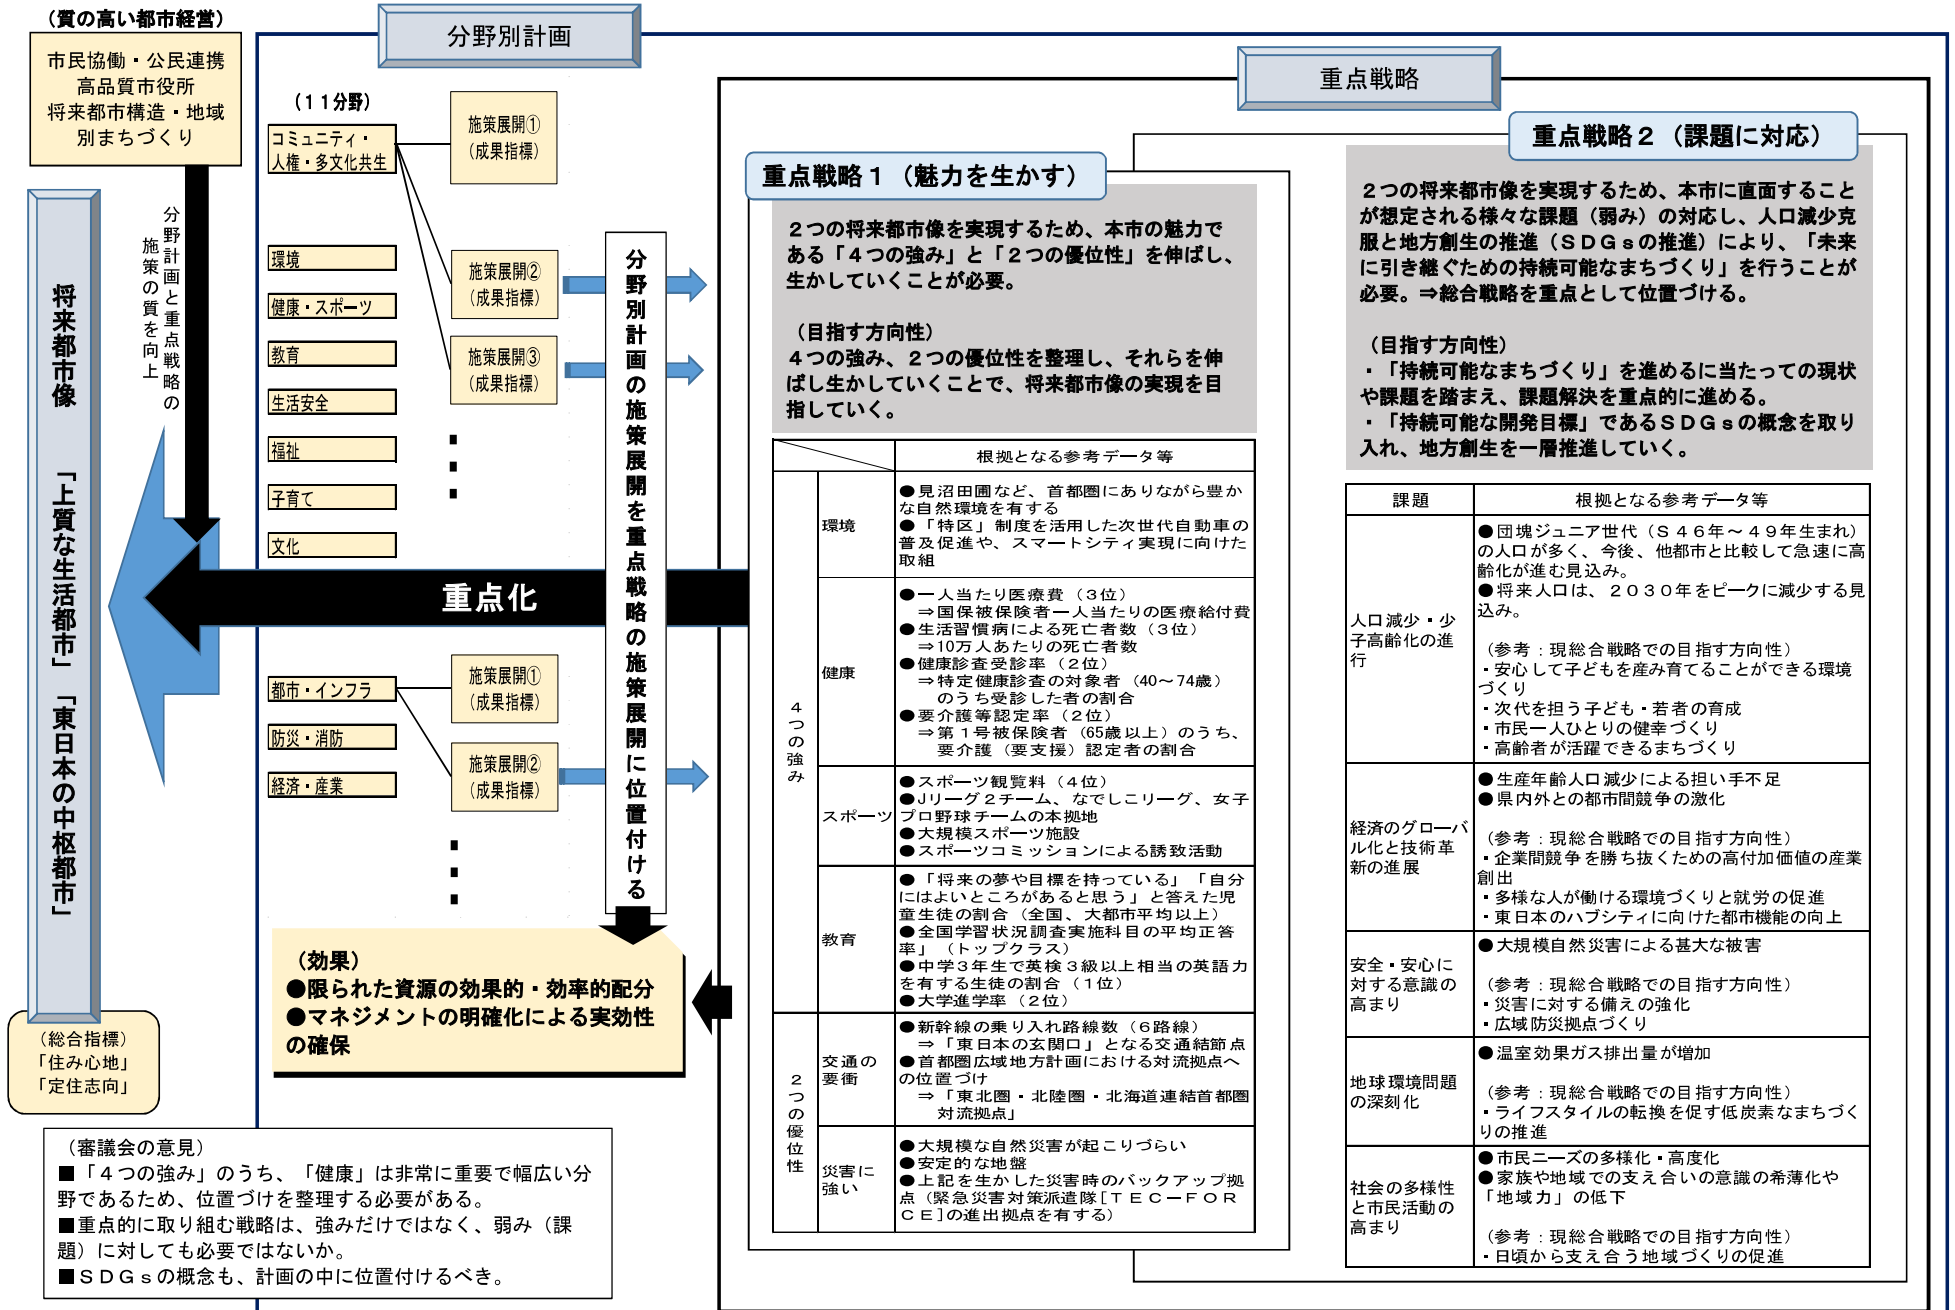 （質の高い都市経営）
市民協働・公民連携
高品質市役所
将来都市構造・地域
別まちづくり
分野別計画と重点戦略の
施策の質を向上
将来都市像　「上質な生活都市」「東日本の中枢都市」
（総合指標）
「住み心地」
「定住志向」
分野別計画
（１１分野）
コミュニティ・
人権・多文化共生
環境
健康・スポーツ
教育
生活安全
福祉
子育て
文化
都市・インフラ
防災・消防
経済・産業
施策展開①
（成果指標）
施策展開②
（成果指標）
施策展開③
（成果指標）
重点化
施策展開①
（成果指標）
施策展開②
（成果指標）
分野別計画の施策展開を重点戦略の施策展開に位置付ける
（効果）
●限られた資源の効果的・効率的配分
●マネジメントの明確化による実効性
の確保
（審議会の意見）
■「４つの強み」のうち、「健康」は非常に重要で幅広い分
野であるため、位置づけを整理する必要がある。
■重点的に取り組む戦略は、強みだけではなく、弱み（課
題）に対しても必要ではないか。
■ＳＤＧｓの概念も、計画の中に位置付けるべき。
重点戦略
重点戦略１（魅力を生かす）
２つの将来都市像を実現するため、本市の魅力で
ある「４つの強み」と「２つの優位性」を伸ばし、
生かしていくことが必要。
（目指す方向性）
４つの強み、２つの優位性を整理し、それらを伸
ばし生かしていくことで、将来都市像の実現を目
指していく。
根拠となる参考データ等
４つの強み
環境
●見沼田圃など、首都圏にありながら豊か
な自然環境を有する
●「特区」制度を活用した次世代自動車の
普及促進や、スマートシティ実現に向けた
取組
健康
●一人当たり医療費（３位）
⇒国保被保険者一人当たりの医療給付費
●生活習慣病による死亡者数（３位）
⇒10万人あたりの死亡者数
●健康診査受診率（２位）
⇒特定健康診査の対象者（40～74歳）
のうち受診した者の割合
●要介護等認定率（２位）
⇒第１号被保険者（65歳以上）のうち、
要介護（要支援）認定者の割合
スポーツ
●スポーツ観覧料（４位）
●Jリーグ２チーム、なでしこリーグ、女子
プロ野球チームの本拠地
●大規模スポーツ施設
●スポーツコミッションによる誘致活動
教育
●「将来の夢や目標を持っている」「自分
にはよいところがあると思う」と答えた児
童生徒の割合（全国、大都市平均以上）
●全国学習状況調査実施科目の平均正答
率」（トップクラス）
●中学３年生で英検３級以上相当の英語力
を有する生徒の割合（１位）
●大学進学率（２位）
２つの優位性
交通の
要衝
●新幹線の乗り入れ路線数（６路線）
⇒「東日本の玄関口」となる交通結節点
●首都圏広域地方計画における対流拠点へ
の位置づけ
⇒「東北圏・北陸圏・北海道連結首都圏
対流拠点」
災害に
強い
●大規模な自然災害が起こりづらい
●安定的な地盤
●上記を生かした災害時のバックアップ拠
点（緊急災害対策派遣隊［ＴＥＣ－ＦＯＲ
ＣＥ］の進出拠点を有する）
重点戦略２（課題に対応）
２つの将来都市像を実現するため、本市に直面すること
が想定される様々な課題（弱み）の対応し、人口減少克
服と地方創生の推進（ＳＤＧｓの推進）により、「未来
に引き継ぐための持続可能なまちづくり」を行うことが
必要。⇒総合戦略を重点として位置づける。
（目指す方向性）
・「持続可能なまちづくり」を進めるに当たっての現状
や課題を踏まえ、課題解決を重点的に進める。
・「持続可能な開発目標」であるＳＤＧｓの概念を取り
入れ、地方創生を一層推進していく。
課題
根拠となる参考データ等
人口減少・少
子高齢化の進
行
●団塊ジュニア世代（Ｓ４６年～４９年生まれ）
の人口が多く、今後、他都市と比較して急速に高
齢化が進む見込み。
●将来人口は、２０３０年をピークに減少する見
込み。
（参考：現総合戦略での目指す方向性）
・安心して子どもを産み育てることができる環境
づくり
・次代を担う子ども・若者の育成
・市民一人ひとりの健幸づくり
・高齢者が活躍できるまちづくり
経済のグローバ
ル化と技術革
新の進展
●生産年齢人口減少による担い手不足
●県内外との都市間競争の激化
（参考：現総合戦略での目指す方向性）
・企業間競争を勝ち抜くための高付加価値の産業
創出
・多様な人が働ける環境づくりと就労の促進
・東日本のハブシティに向けた都市機能の向上
安全・安心に
対する意識の
高まり
●大規模自然災害による甚大な被害
（参考：現総合戦略での目指す方向性）
・災害に対する備えの強化
・広域防災拠点づくり
地球環境問題
の深刻化
●温室効果ガス排出量が増加
（参考：現総合戦略での目指す方向性）
・ライフスタイルの転換を促す低炭素なまちづく
りの推進
社会の多様性
と市民活動の
高まり
●市民ニーズの多様化・高度化
●家族や地域での支え合いの意識の希薄化や
「地域力」の低下
（参考：現総合戦略での目指す方向性）
・日頃から支え合う地域づくりの促進